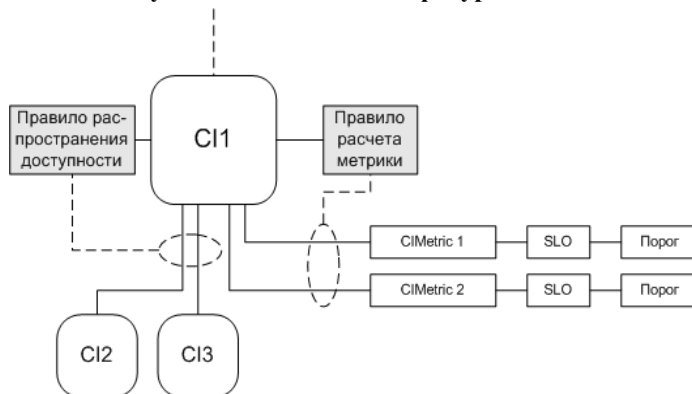 Правило рас-
пространения
доступности
CI1
Правило
расчета
метрики
CIMetric 1
SLO
Порог
CIMetric 2
SLO
Порог
CI2
CI3